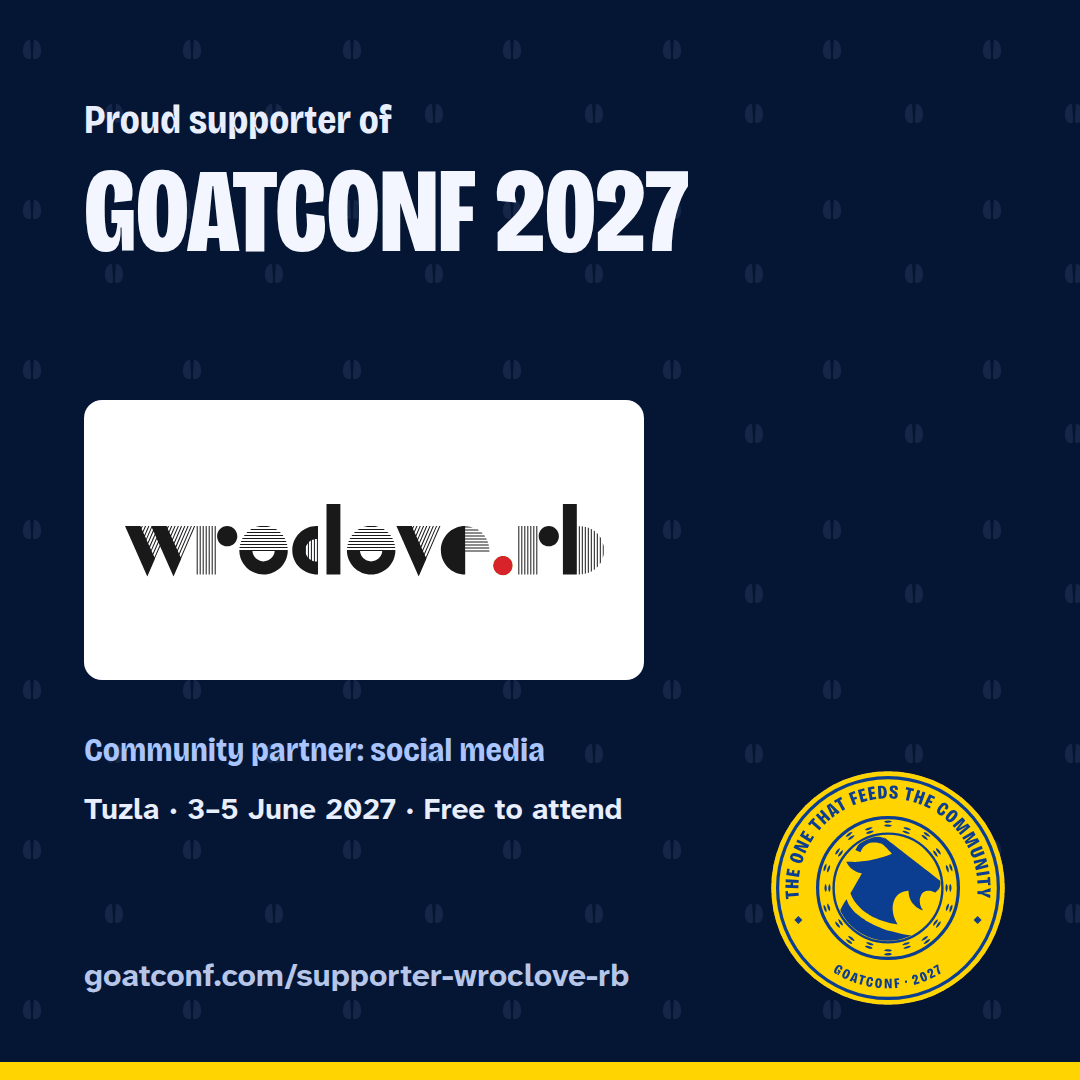 Proud supporter of
GOATCONF 2027
wroclove.rb
Community partner: social media
Tuzla · 3–5 June 2027 · Free to attend
THE ONE THAT FEEDS THE COMMUNITY
GOATCONF · 2027
goatconf.com/supporter-wroclove-rb